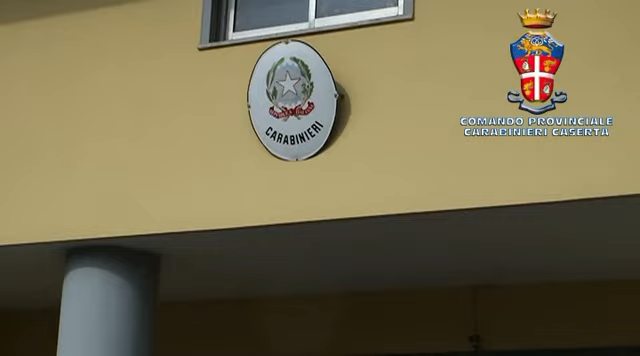 CARABINIERI
COMANDO PROVINCIALE
CARABINIERI CASERTA